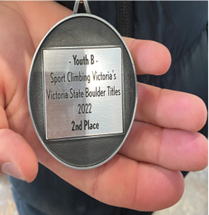 - Youth B -
Sport Climbing Victoria's
Victoria State Boulder Titles
2022
2nd Place